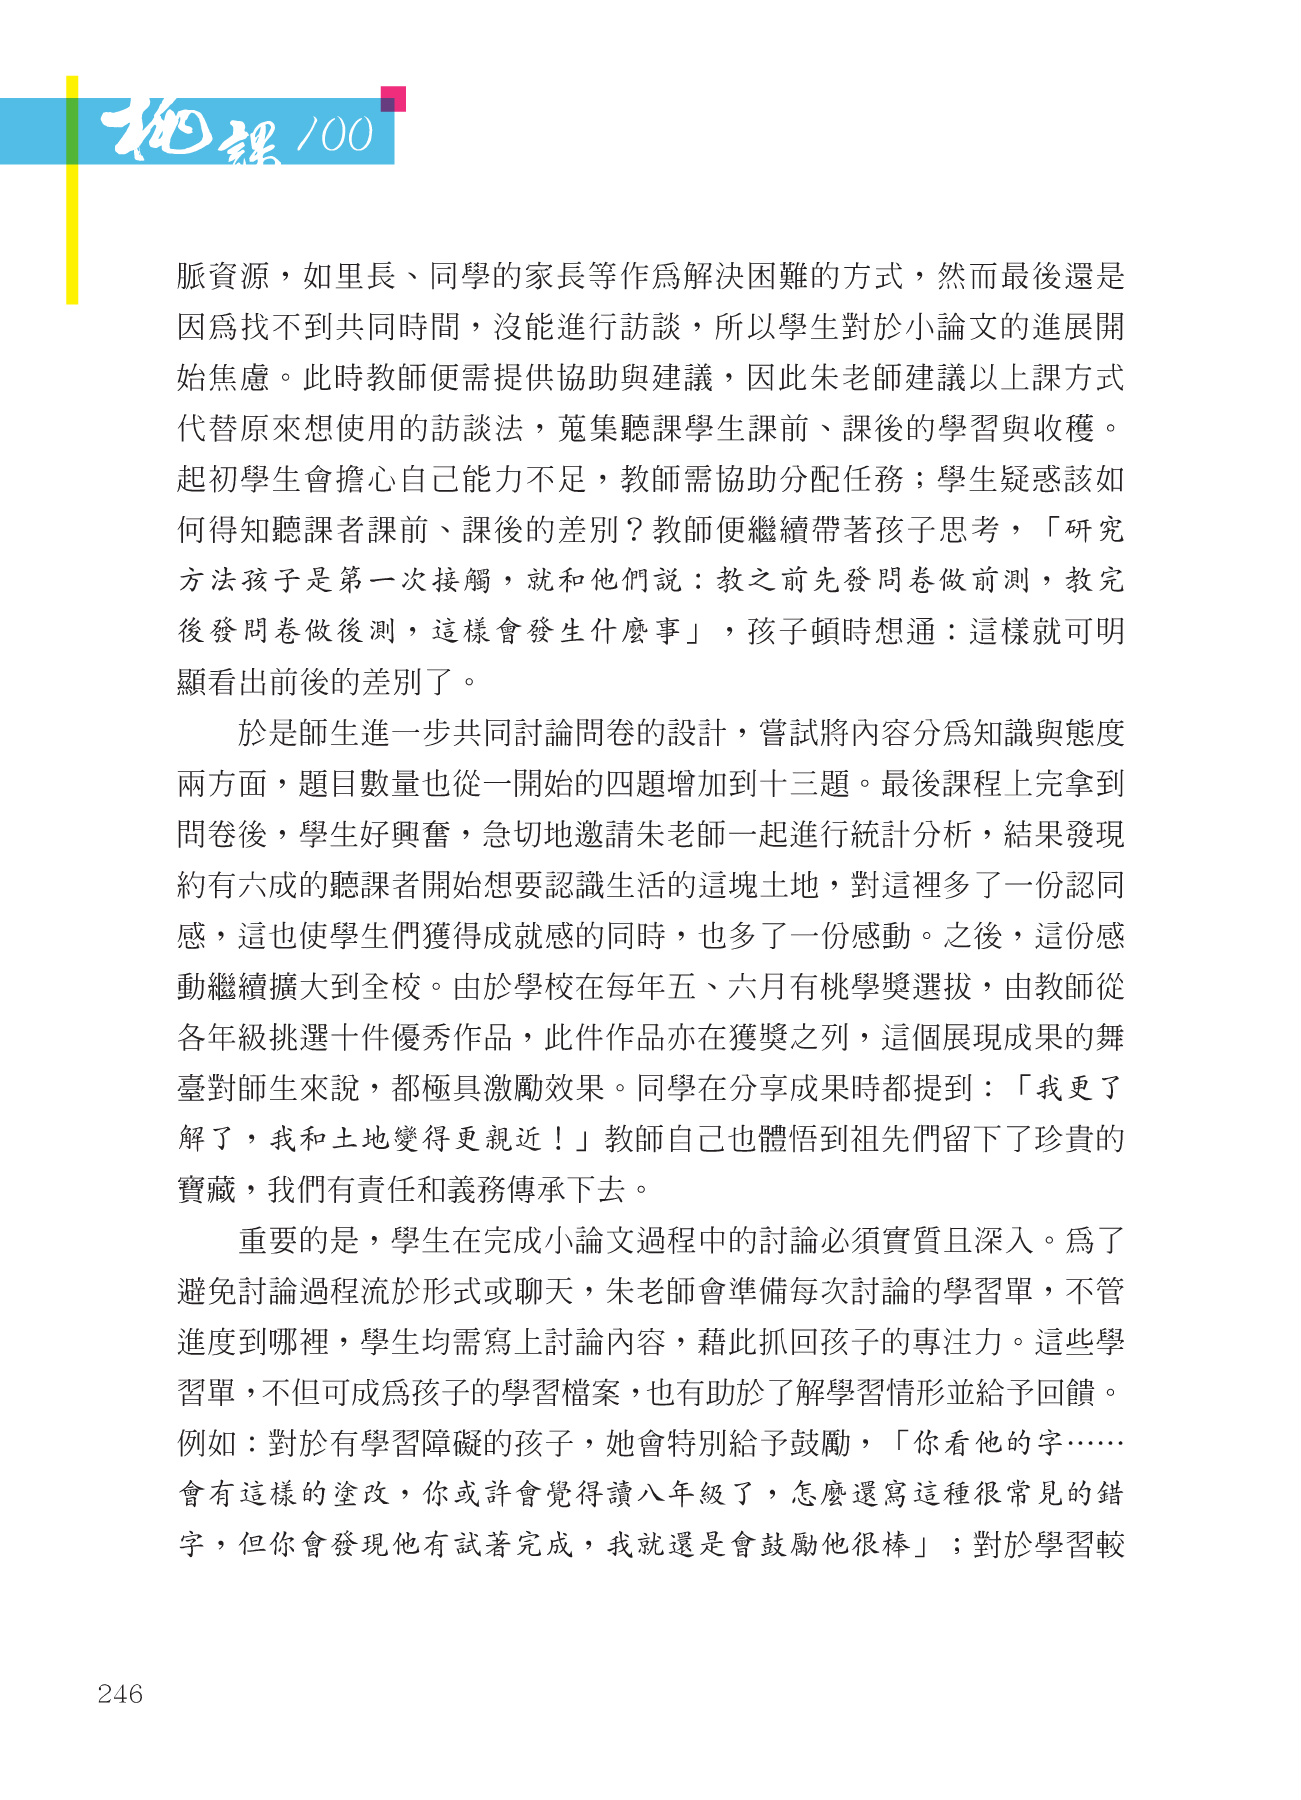 桃課100
脈資源，如里長、同學的家長等作爲解決困難的方式，然而最後還是
因爲找不到共同時間，沒能進行訪談，所以學生對於小論文的進展開
始焦慮。此時教師便需提供協助與建議，因此朱老師建議以上課方式
代替原來想使用的訪談法，蒐集聽課學生課前、課後的學習與收穫。
起初學生會擔心自己能力不足，教師需協助分配任務；學生疑惑該如
何得知聽課者課前、課後的差別？教師便繼續帶著孩子思考，「研究
方法孩子是第一次接觸，就和他們說：教之前先發問卷做前測，教完
後發問卷做後測，這樣會發生什麼事」，孩子頓時想通：這樣就可明
顯看出前後的差別了。
於是師生進一步共同討論問卷的設計，嘗試將內容分爲知識與態度
兩方面，題目數量也從一開始的四題增加到十三題。最後課程上完拿到
問卷後，學生好興奮，急切地邀請朱老師一起進行統計分析，結果發現
約有六成的聽課者開始想要認識生活的這塊土地，對這裡多了一份認同
感，這也使學生們獲得成就感的同時，也多了一份感動。之後，這份感
動繼續擴大到全校。由於學校在每年五、六月有桃學獎選拔，由教師從
各年級挑選十件優秀作品，此件作品亦在獲獎之列，這個展現成果的舞
臺對師生來說，都極具激勵效果。同學在分享成果時都提到：「我更了
解了，我和土地變得更親近！」教師自己也體悟到祖先們留下了珍貴的
寶藏，我們有責任和義務傳承下去。
重要的是，學生在完成小論文過程中的討論必須實質且深入。爲了
避免討論過程流於形式或聊天，朱老師會準備每次討論的學習單，不管
進度到哪裡，學生均需寫上討論內容，藉此抓回孩子的專注力。這些學
習單，不但可成爲孩子的學習檔案，也有助於了解學習情形並給予回饋。
例如：對於有學習障礙的孩子，她會特別給予鼓勵，「你看他的字……
會有這樣的塗改，你或許會覺得讀八年級了，怎麼還寫這種很常見的錯
字，但你會發現他有試著完成，我就還是會鼓勵他很棒」；對於學習較
246